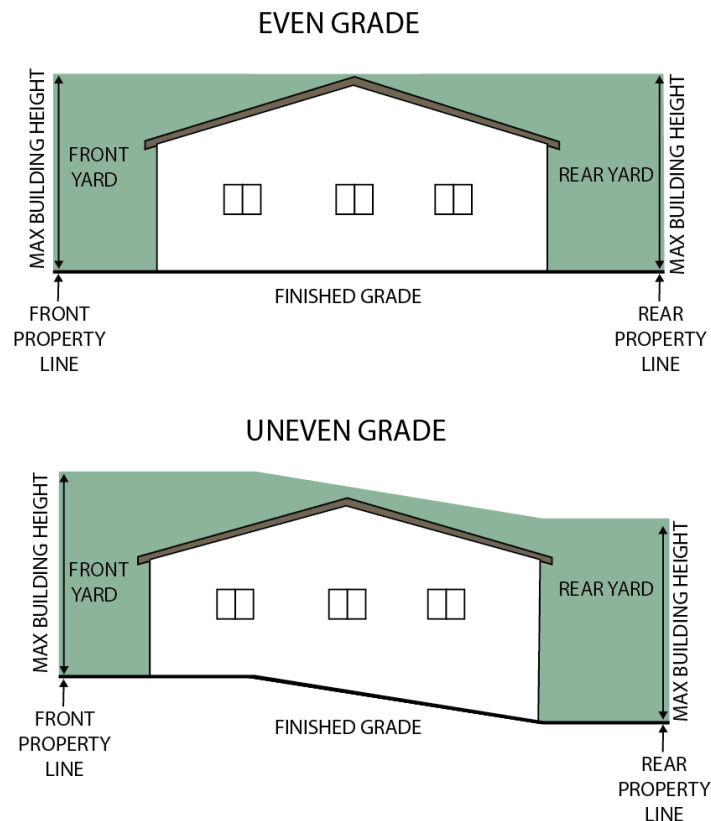 EVEN GRADE
MAX BUILDING HEIGHT
FRONT
YARD
REAR YARD
MAX BUILDING HEIGHT
FINISHED GRADE
FRONT
PROPERTY
LINE
REAR
PROPERTY
LINE
UNEVEN GRADE
MAX BUILDING HEIGHT
FRONT
YARD
REAR YARD
MAX BUILDING HEIGHT
FINISHED GRADE
FRONT
PROPERTY
LINE
REAR
PROPERTY
LINE